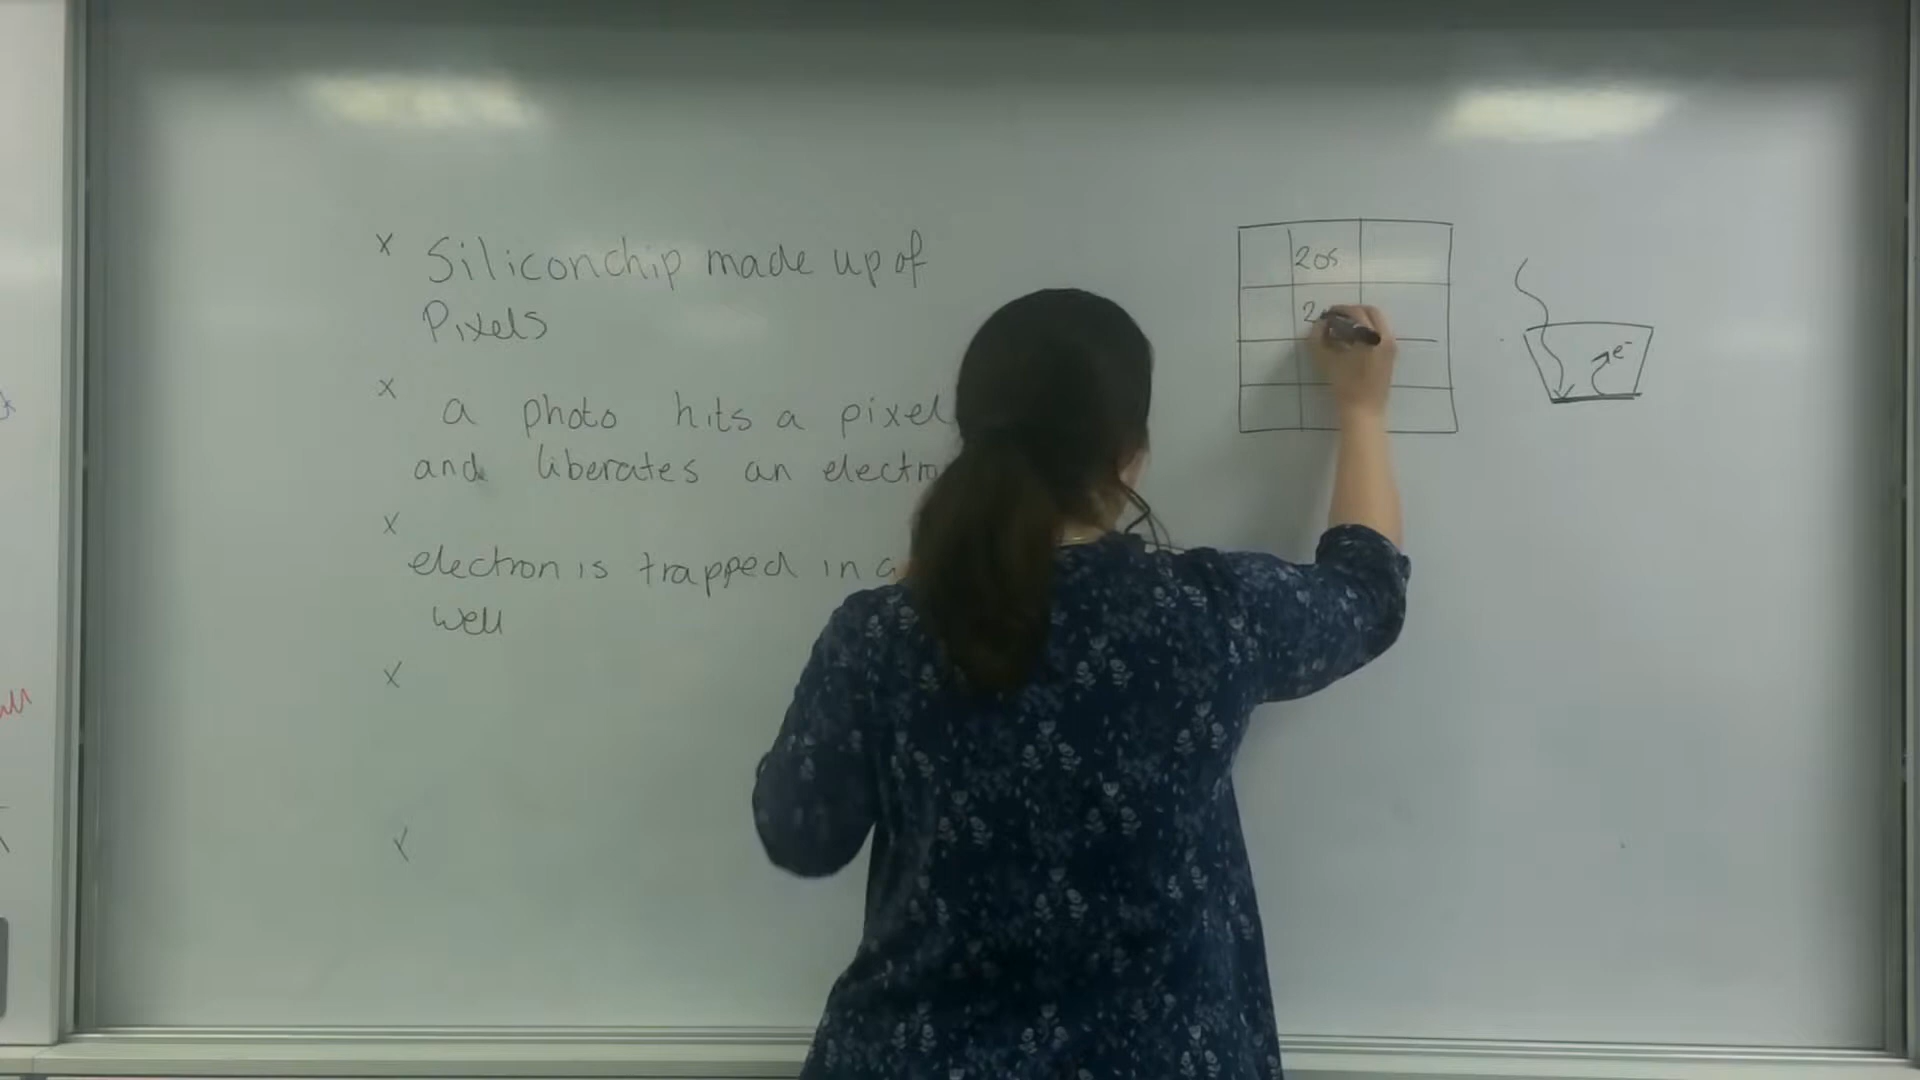 x Silicon chip made up of
Pixels
x a photo hits a pixel
and liberates an electro
x
electron is trapped in a
well
x
x
20s
2
e-